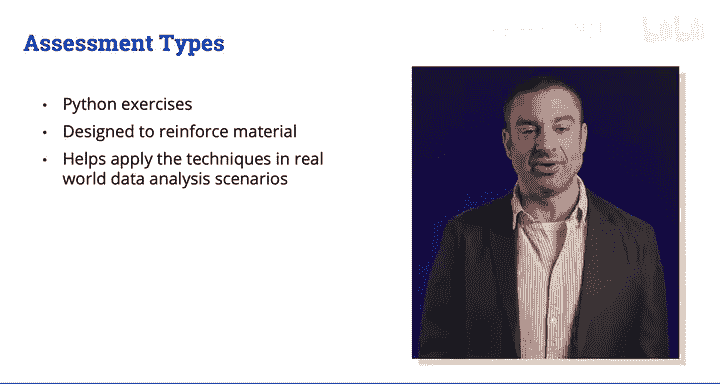 Assessment Types
• Python exercises
• Designed to reinforce material
• Helps apply the techniques in real
world data analysis scenarios